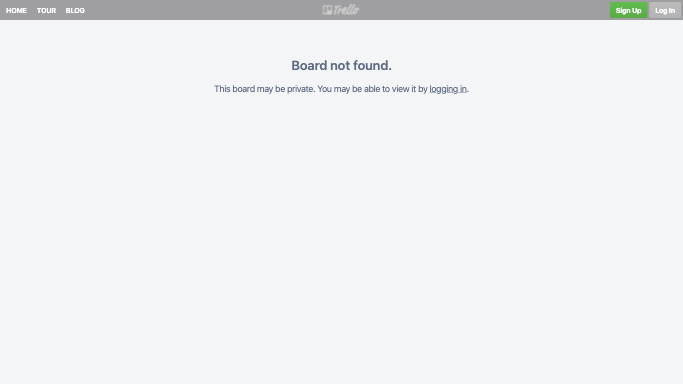 HOME TOUR BLOG Trello Sign Up Log In
Board not found.
This board may be private. You may be able to view it by logging in.